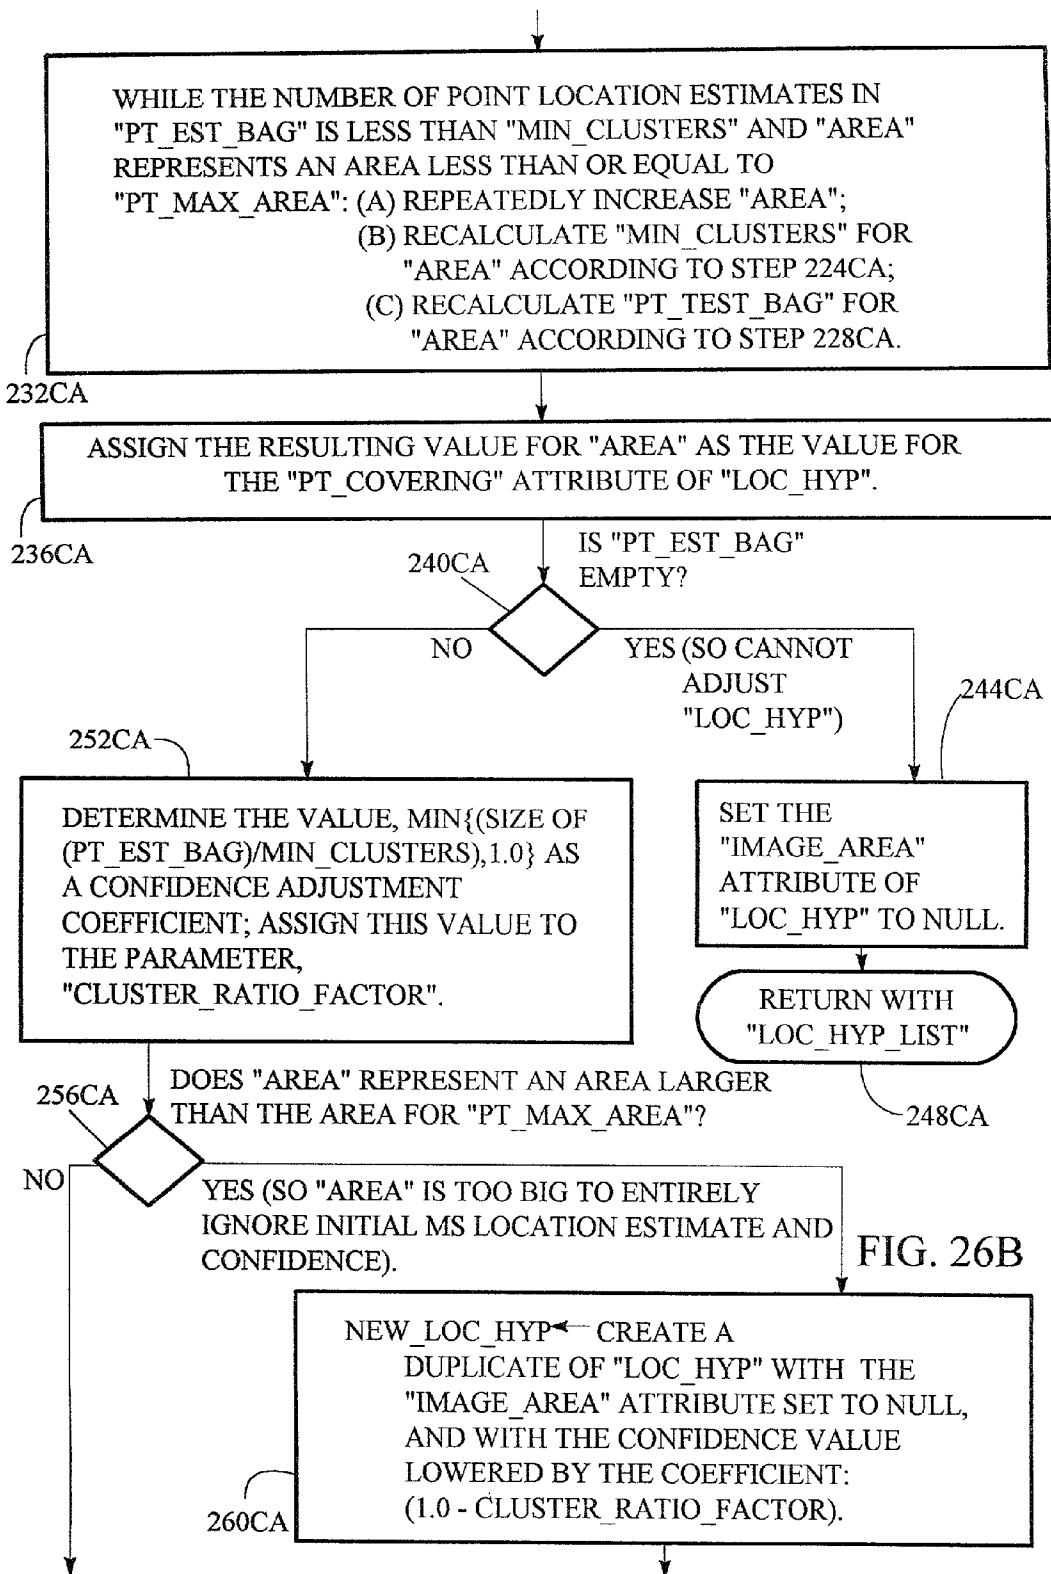 WHILE THE NUMBER OF POINT LOCATION ESTIMATES IN
"PT_EST_BAG" IS LESS THAN "MIN_CLUSTERS" AND "AREA"
REPRESENTS AN AREA LESS THAN OR EQUAL TO
"PT_MAX_AREA": (A) REPEATEDLY INCREASE "AREA";
(B) RECALCULATE "MIN_CLUSTERS" FOR
"AREA" ACCORDING TO STEP 224CA;
(C) RECALCULATE "PT_TEST_BAG" FOR
"AREA" ACCORDING TO STEP 228CA.
232CA
ASSIGN THE RESULTING VALUE FOR "AREA" AS THE VALUE FOR
THE "PT_COVERING" ATTRIBUTE OF "LOC_HYP".
236CA
240CA
IS "PT_EST_BAG"
EMPTY?
NO
YES (SO CANNOT
ADJUST
"LOC_HYP")
244CA
252CA
DETERMINE THE VALUE, MIN{(SIZE OF
(PT_EST_BAG)/MIN_CLUSTERS),1.0} AS
A CONFIDENCE ADJUSTMENT
COEFFICIENT; ASSIGN THIS VALUE TO
THE PARAMETER,
"CLUSTER_RATIO_FACTOR".
SET THE
"IMAGE_AREA"
ATTRIBUTE OF
"LOC_HYP" TO NULL.
RETURN WITH
"LOC_HYP_LIST"
248CA
256CA
DOES "AREA" REPRESENT AN AREA LARGER
THAN THE AREA FOR "PT_MAX_AREA"?
NO
YES (SO "AREA" IS TOO BIG TO ENTIRELY
IGNORE INITIAL MS LOCATION ESTIMATE AND
CONFIDENCE).
FIG. 26B
NEW_LOC_HYP ← CREATE A
DUPLICATE OF "LOC_HYP" WITH THE
"IMAGE_AREA" ATTRIBUTE SET TO NULL,
AND WITH THE CONFIDENCE VALUE
LOWERED BY THE COEFFICIENT:
(1.0 - CLUSTER_RATIO_FACTOR).
260CA